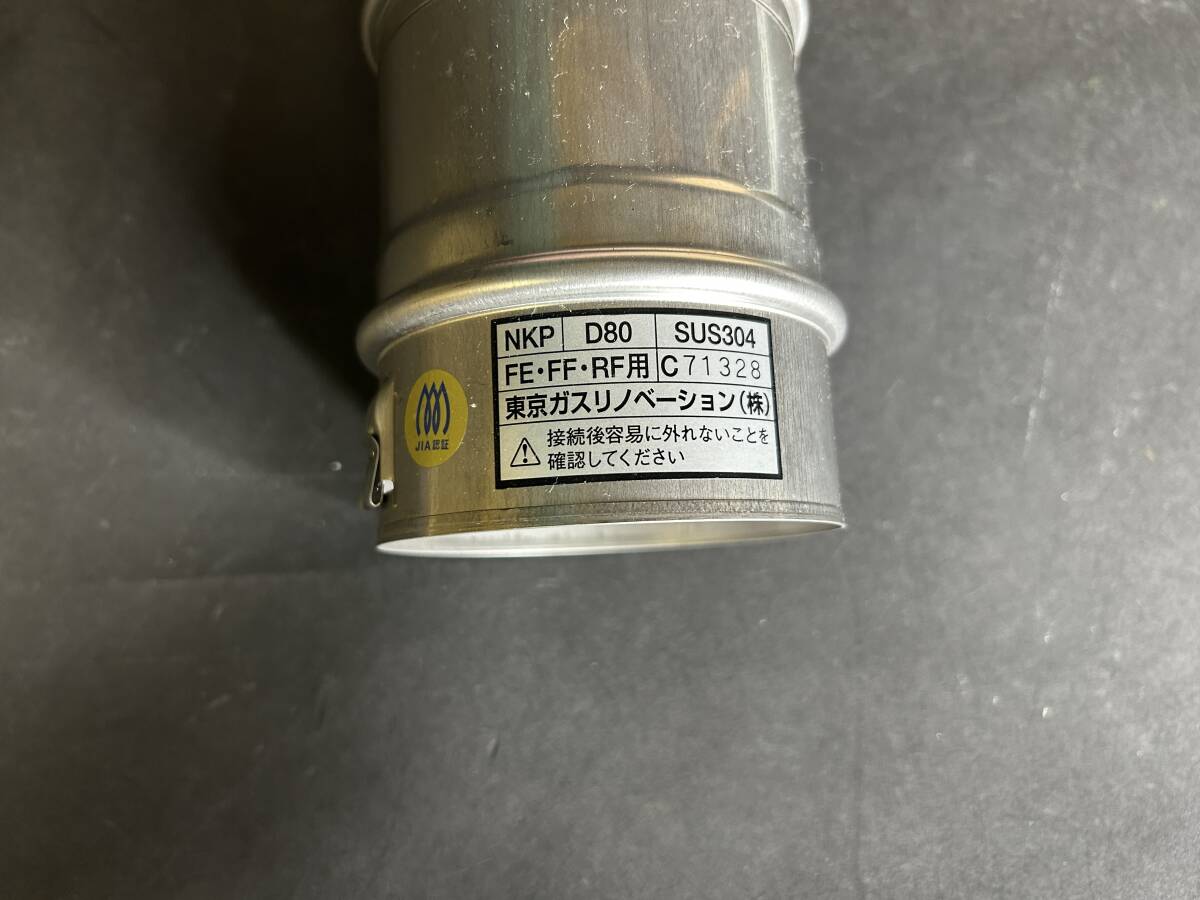 NKP D80 SUS304
FE・FF・RF用 C71328
東京ガスリノベーション(株)
接続後容易に外れないことを
確認してください
JIA認証